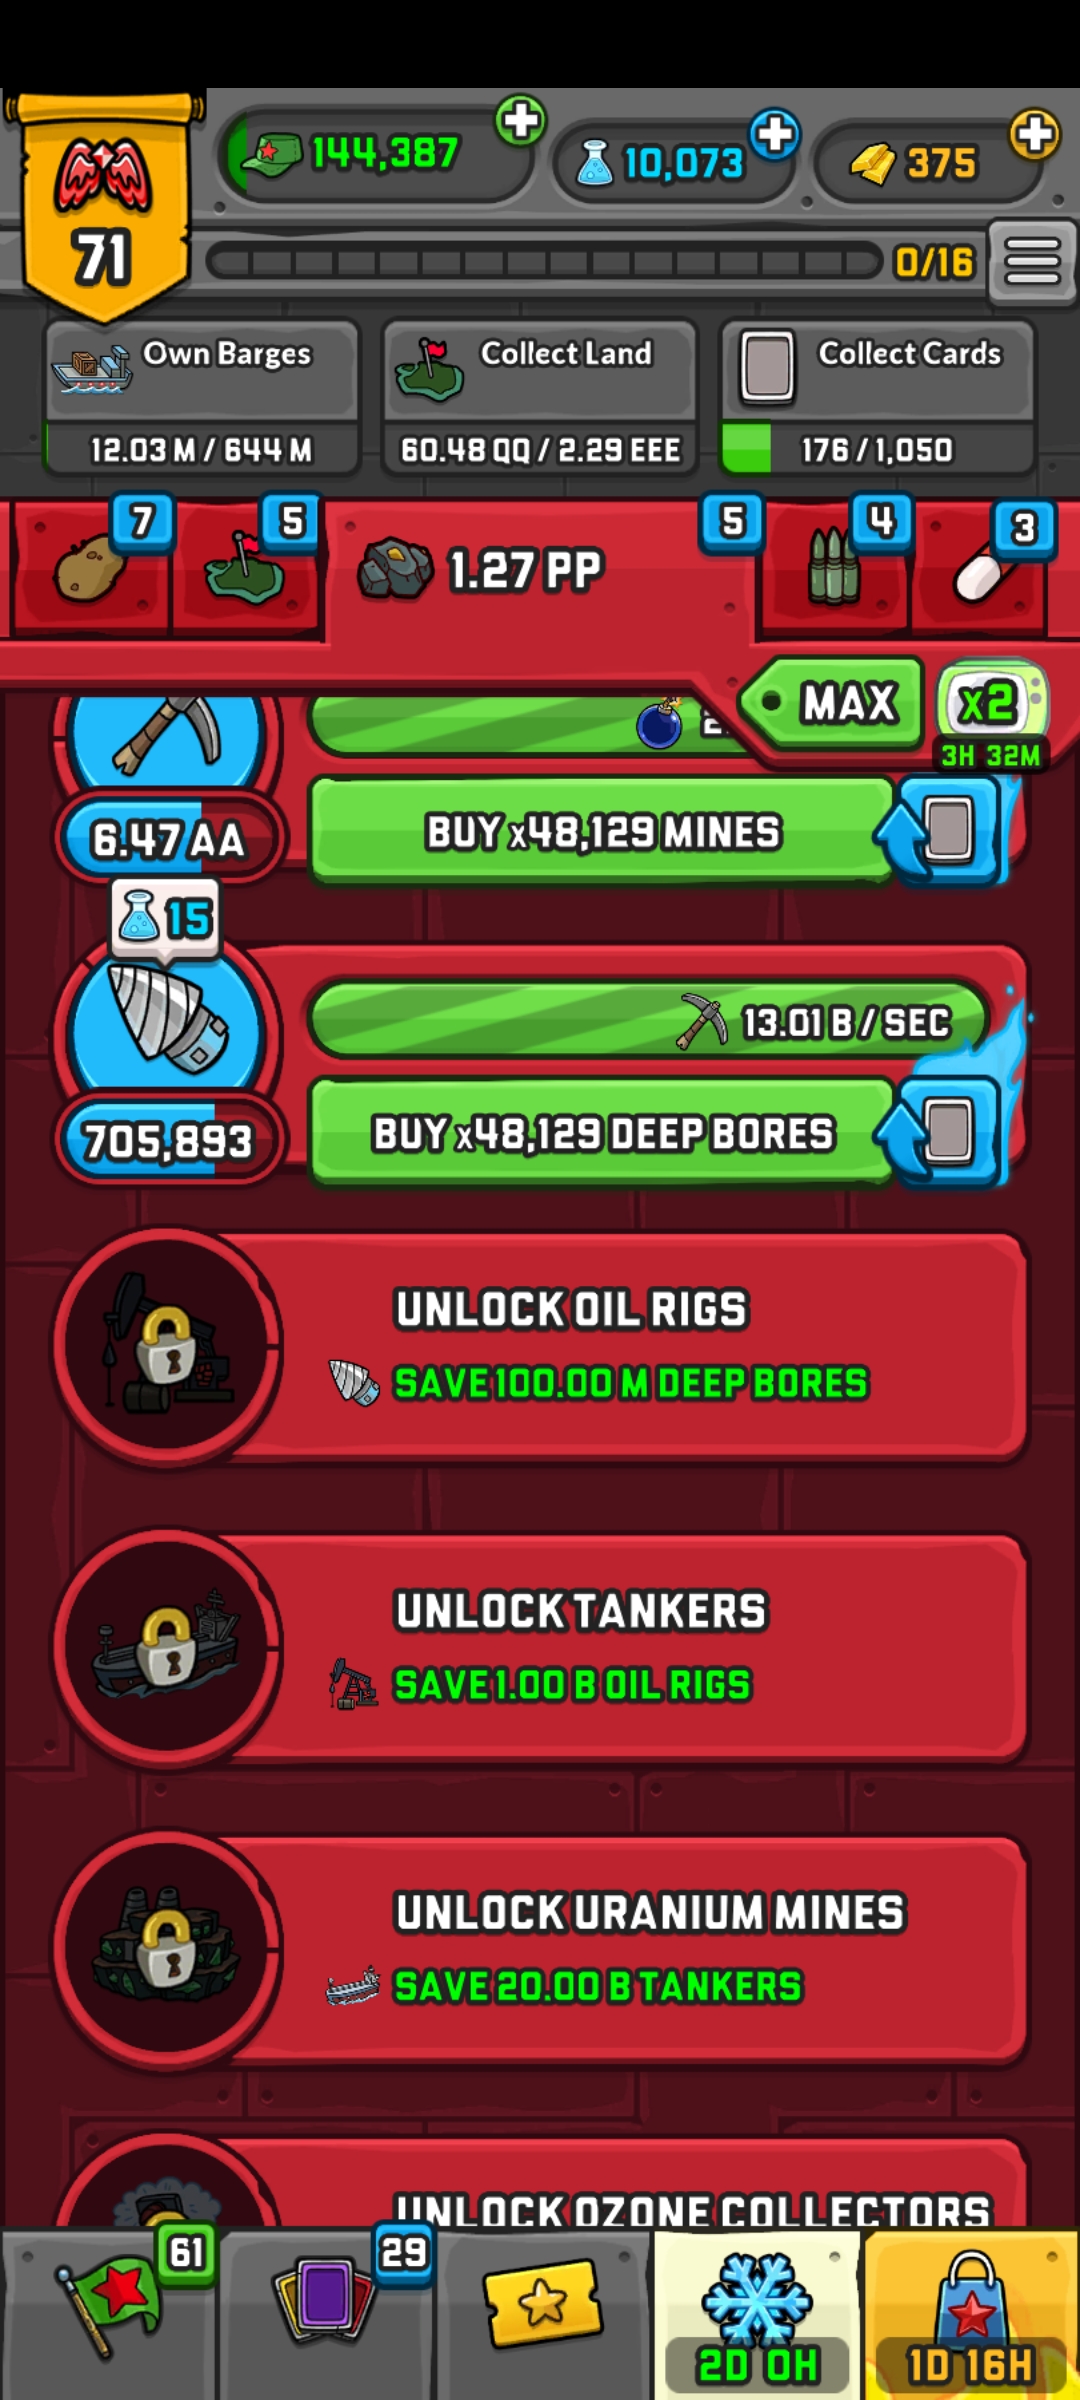 144,387
10,073
375
71
0/16
Own Barges
Collect Land
Collect Cards
12.03 M / 644 M
60.48 QQ / 2.29 EEE
176 / 1,050
7
5
1.27 PP
5
4
3
MAX
x2
3H 32M
6.47 AA
BUY x48,129 MINES
15
13.01 B / SEC
705,893
BUY x48,129 DEEP BORES
UNLOCK OIL RIGS
SAVE 100.00 M DEEP BORES
UNLOCK TANKERS
SAVE 1.00 B OIL RIGS
UNLOCK URANIUM MINES
SAVE 20.00 B TANKERS
UNLOCK OZONE COLLECTORS
61
29
2D 0H
1D 16H